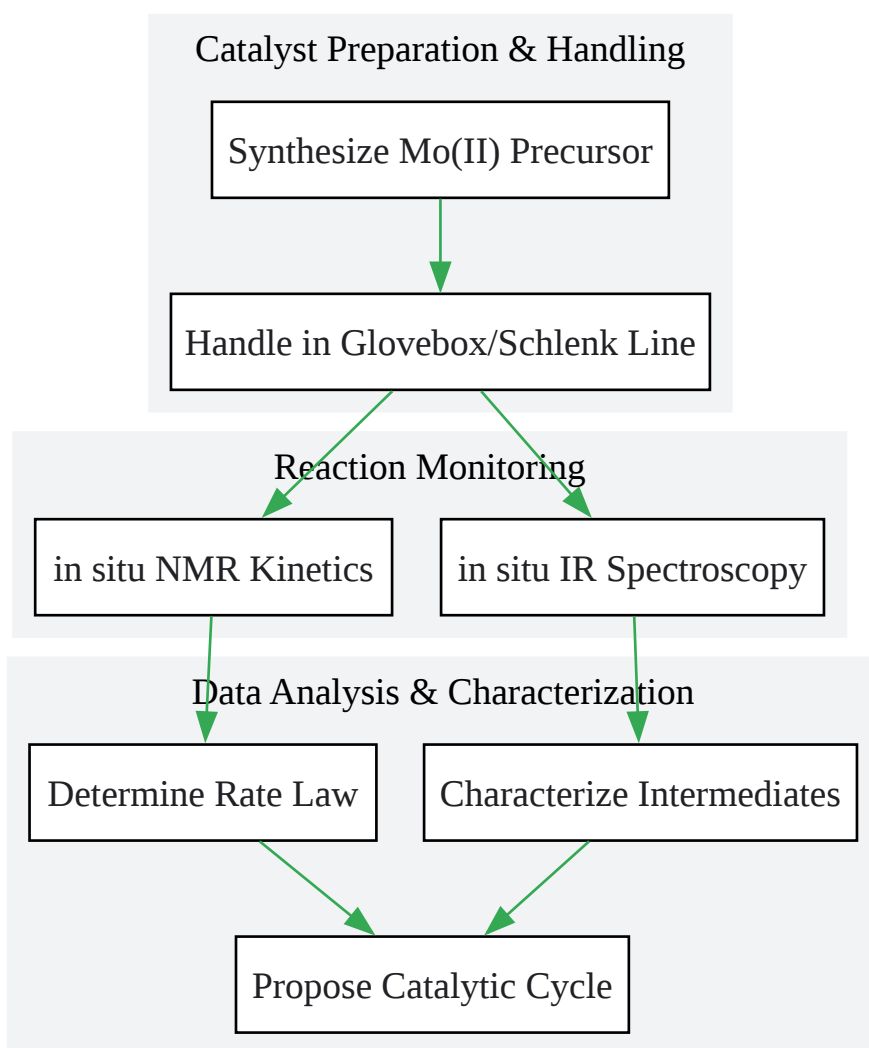 Catalyst Preparation & Handling
Synthesize Mo(II) Precursor
Handle in Glovebox/Schlenk Line
Reaction Monitoring
in situ NMR Kinetics
in situ IR Spectroscopy
Data Analysis & Characterization
Determine Rate Law
Characterize Intermediates
Propose Catalytic Cycle